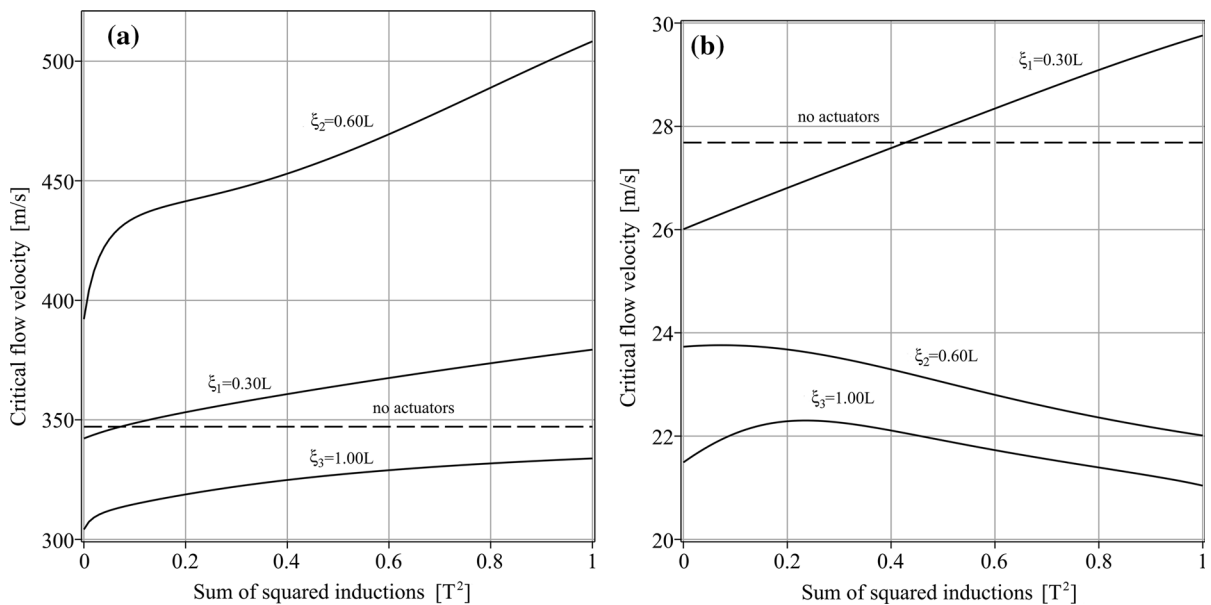 (a)
500
450
400
350
300
0
0.2
0.4
0.6
0.8
1
Critical flow velocity [m/s]
Sum of squared inductions [T²]
ξ₂=0.60L
ξ₁=0.30L
no actuators
ξ₃=1.00L
(b)
30
28
26
24
22
20
0
0.2
0.4
0.6
0.8
1
Critical flow velocity [m/s]
Sum of squared inductions [T²]
ξ₁=0.30L
no actuators
ξ₂=0.60L
ξ₃=1.00L